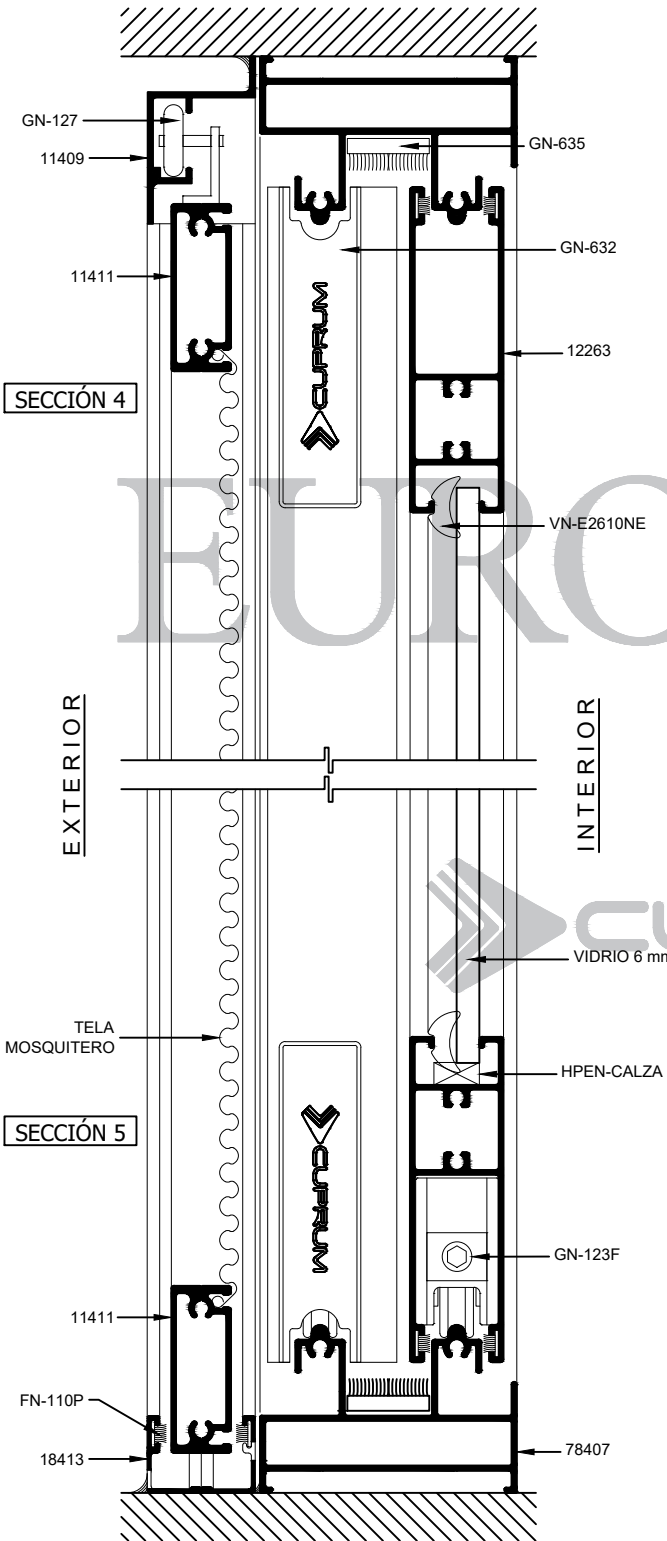 GN-127
11409
GN-635
GN-632
11411
12263
CUPRUM
SECCIÓN 4
EURO
VN-E2610NE
EXTERIOR
INTERIOR
CU
VIDRIO 6 mm
TELA
MOSQUITERO
HPEN-CALZA
SECCIÓN 5
CUPRUM
GN-123F
11411
FN-110P
18413
78407